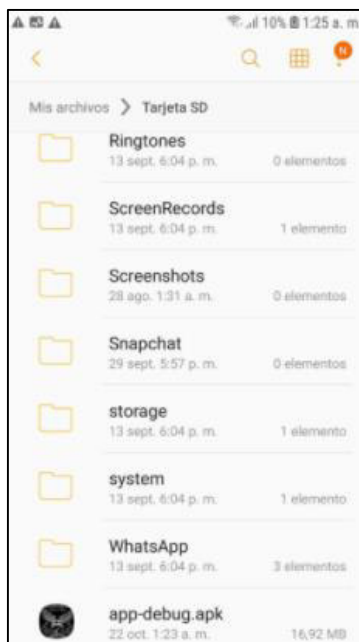 10% 1:25 a. m.
N
Mis archivos > Tarjeta SD
Ringtones
13 sept. 6:04 p. m. 0 elementos
ScreenRecords
13 sept. 6:04 p. m. 1 elemento
Screenshots
28 ago. 1:31 a. m. 0 elementos
Snapchat
29 sept. 5:57 p. m. 0 elementos
storage
13 sept. 6:04 p. m. 1 elemento
system
13 sept. 6:04 p. m. 1 elemento
WhatsApp
13 sept. 6:04 p. m. 3 elementos
app-debug.apk
22 oct. 1:23 a. m. 16,92 MB